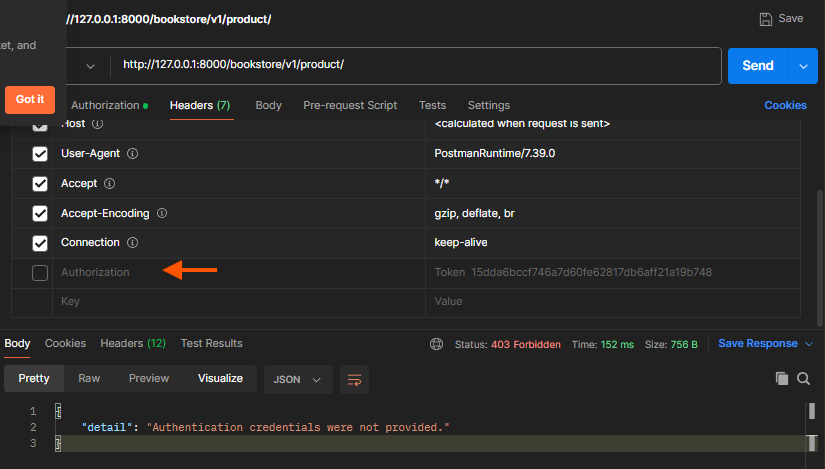 //127.0.0.1:8000/bookstore/v1/product/
Save
et, and
http://127.0.0.1:8000/bookstore/v1/product/
Send
Got it
Authorization
Headers (7)
Body
Pre-request Script
Tests
Settings
Cookies
Host
<calculated when request is sent>
User-Agent
PostmanRuntime/7.39.0
Accept
*/*
Accept-Encoding
gzip, deflate, br
Connection
keep-alive
Authorization
Token 15dda6bccf746a7d60fe62817db6aff21a19b748
Key
Value
Body
Cookies
Headers (12)
Test Results
Status: 403 Forbidden
Time: 152 ms
Size: 756 B
Save Response
Pretty
Raw
Preview
Visualize
JSON
1 {
2 "detail": "Authentication credentials were not provided."
3 }